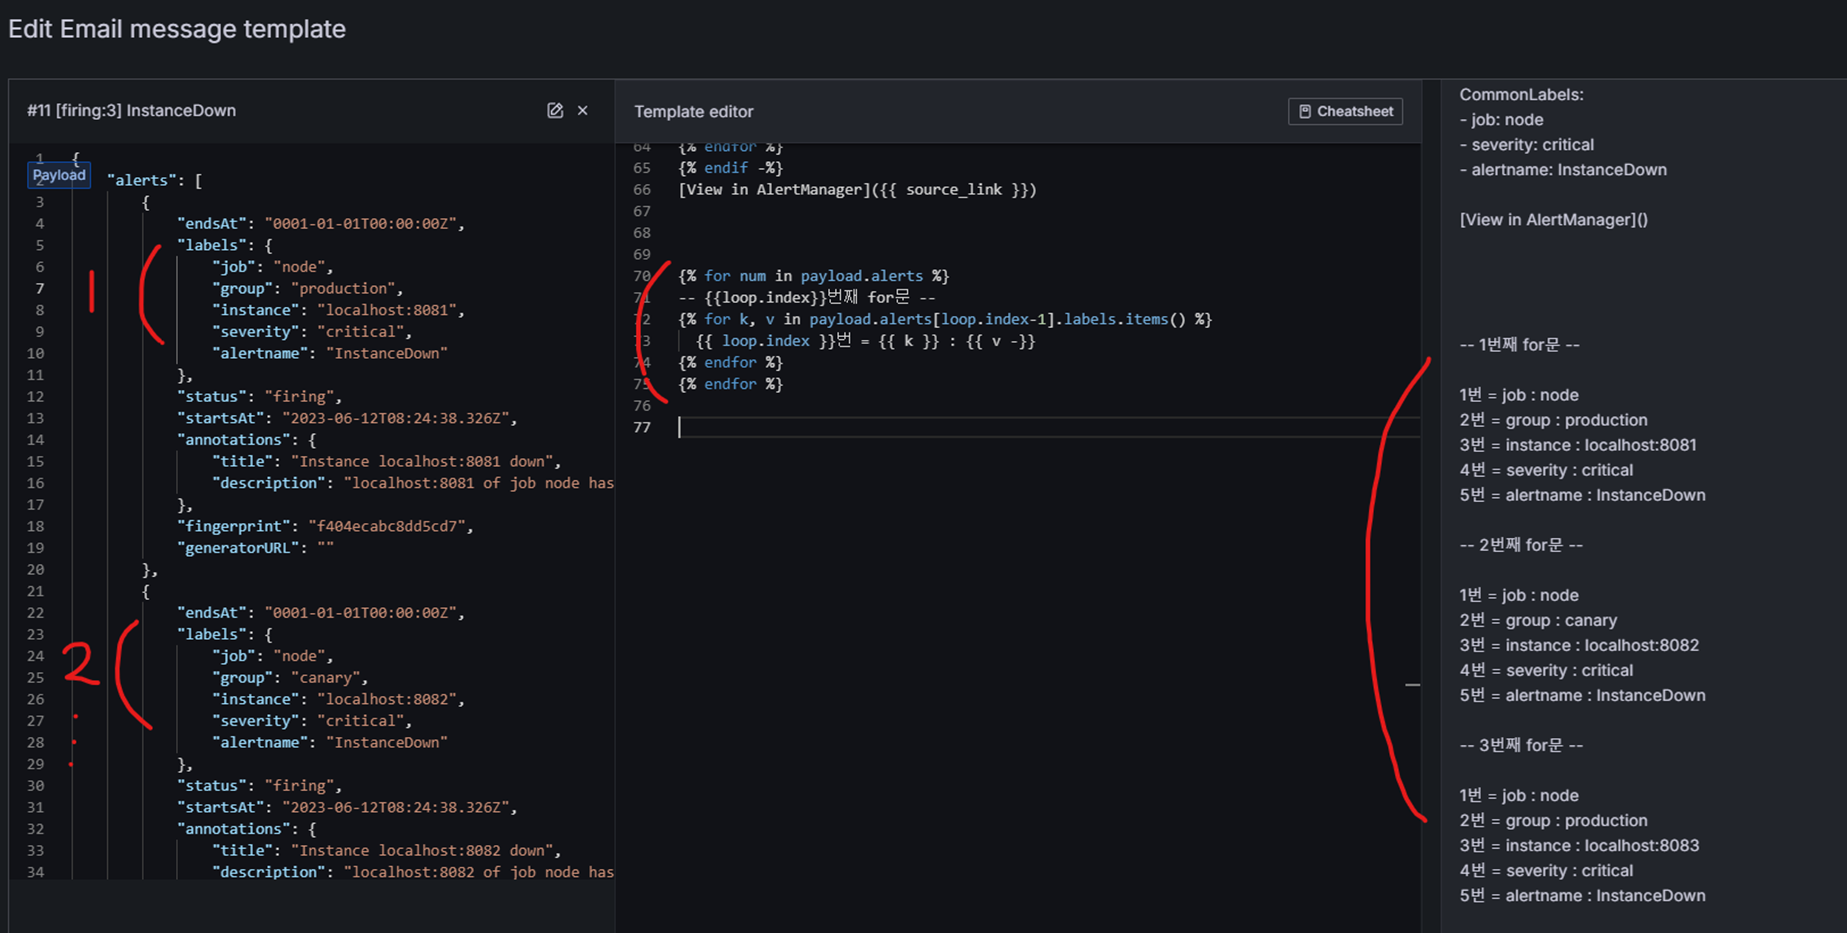 Edit Email message template
#11 [firing:3] InstanceDown
1 {
Payload
2 "alerts": [
3 {
4 "endsAt": "0001-01-01T00:00:00Z",
5 "labels": {
6 "job": "node",
7 "group": "production",
8 "instance": "localhost:8081",
9 "severity": "critical",
10 "alertname": "InstanceDown"
11 },
12 "status": "firing",
13 "startsAt": "2023-06-12T08:24:38.326Z",
14 "annotations": {
15 "title": "Instance localhost:8081 down",
16 "description": "localhost:8081 of job node has
17 },
18 "fingerprint": "f404ecabc8dd5cd7",
19 "generatorURL": ""
20 },
21 {
22 "endsAt": "0001-01-01T00:00:00Z",
23 "labels": {
24 "job": "node",
25 "group": "canary",
26 "instance": "localhost:8082",
27 "severity": "critical",
28 "alertname": "InstanceDown"
29 },
30 "status": "firing",
31 "startsAt": "2023-06-12T08:24:38.326Z",
32 "annotations": {
33 "title": "Instance localhost:8082 down",
34 "description": "localhost:8082 of job node has
1
2
Template editor
Cheatsheet
64 {% endfor %}
65 {% endif -%}
66 [View in AlertManager]({{ source_link }})
67
68
69
70 {% for num in payload.alerts %}
71 -- {{loop.index}}번째 for문 --
72 {% for k, v in payload.alerts[loop.index-1].labels.items() %}
73 {{ loop.index }}번 = {{ k }} : {{ v -}}
74 {% endfor %}
75 {% endfor %}
76
77
CommonLabels:
- job: node
- severity: critical
- alertname: InstanceDown
[View in AlertManager]()
-- 1번째 for문 --
1번 = job : node
2번 = group : production
3번 = instance : localhost:8081
4번 = severity : critical
5번 = alertname : InstanceDown
-- 2번째 for문 --
1번 = job : node
2번 = group : canary
3번 = instance : localhost:8082
4번 = severity : critical
5번 = alertname : InstanceDown
-- 3번째 for문 --
1번 = job : node
2번 = group : production
3번 = instance : localhost:8083
4번 = severity : critical
5번 = alertname : InstanceDown